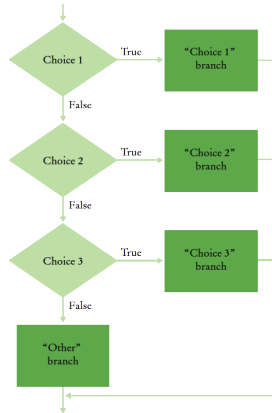 Choice 1
True
“Choice 1”
branch
False
Choice 2
True
“Choice 2”
branch
False
Choice 3
True
“Choice 3”
branch
False
“Other”
branch